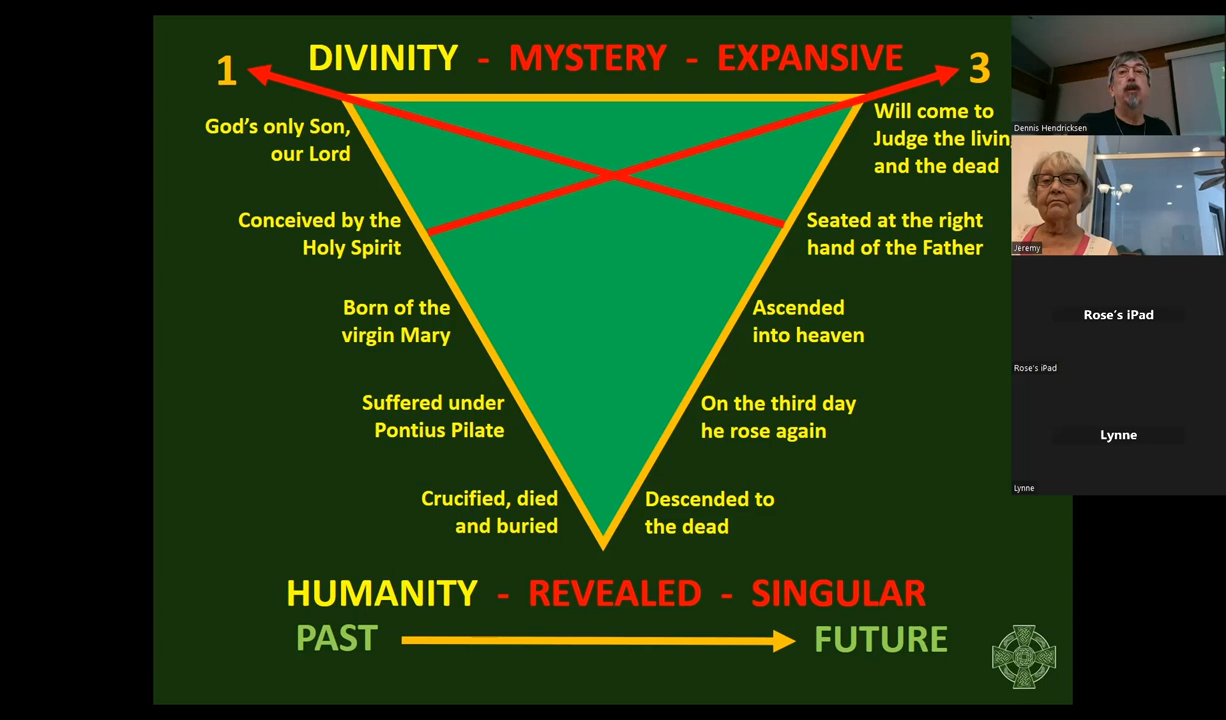 1 DIVINITY - MYSTERY - EXPANSIVE 3
God's only Son,
our Lord
Conceived by the
Holy Spirit
Born of the
virgin Mary
Suffered under
Pontius Pilate
Crucified, died
and buried
Will come to
Judge the livin
and the dead
Seated at the right
hand of the Father
Ascended
into heaven
On the third day
he rose again
Descended to
the dead
HUMANITY - REVEALED - SINGULAR
PAST FUTURE
Dennis Hendricksen
Jeremy
Rose's iPad
Rose's iPad
Lynne
Lynne